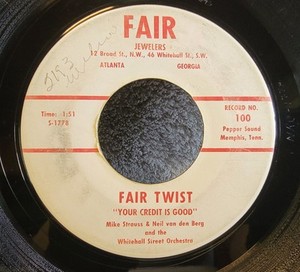 FAIR
JEWELERS
12 Broad St., N.W., 46 Whitehall St., S.W.
ATLANTA GEORGIA
Time: 1:51
S-1778
RECORD NO.
100
Pepper Sound
Memphis, Tenn.
FAIR TWIST
"YOUR CREDIT IS GOOD"
Mike Strauss & Neil van den Berg
and the
Whitehall Street Orchestra